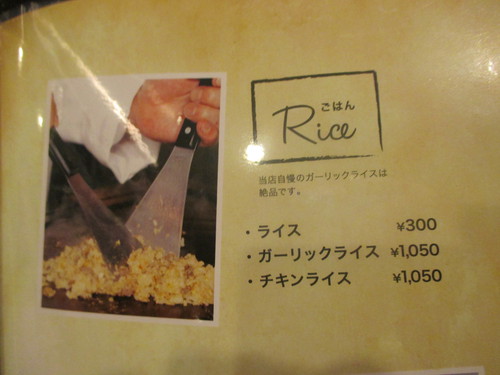 ごはん
Rice
当店自慢のガーリックライスは
絶品です。
・ライス ¥300
・ガーリックライス ¥1,050
・チキンライス ¥1,050